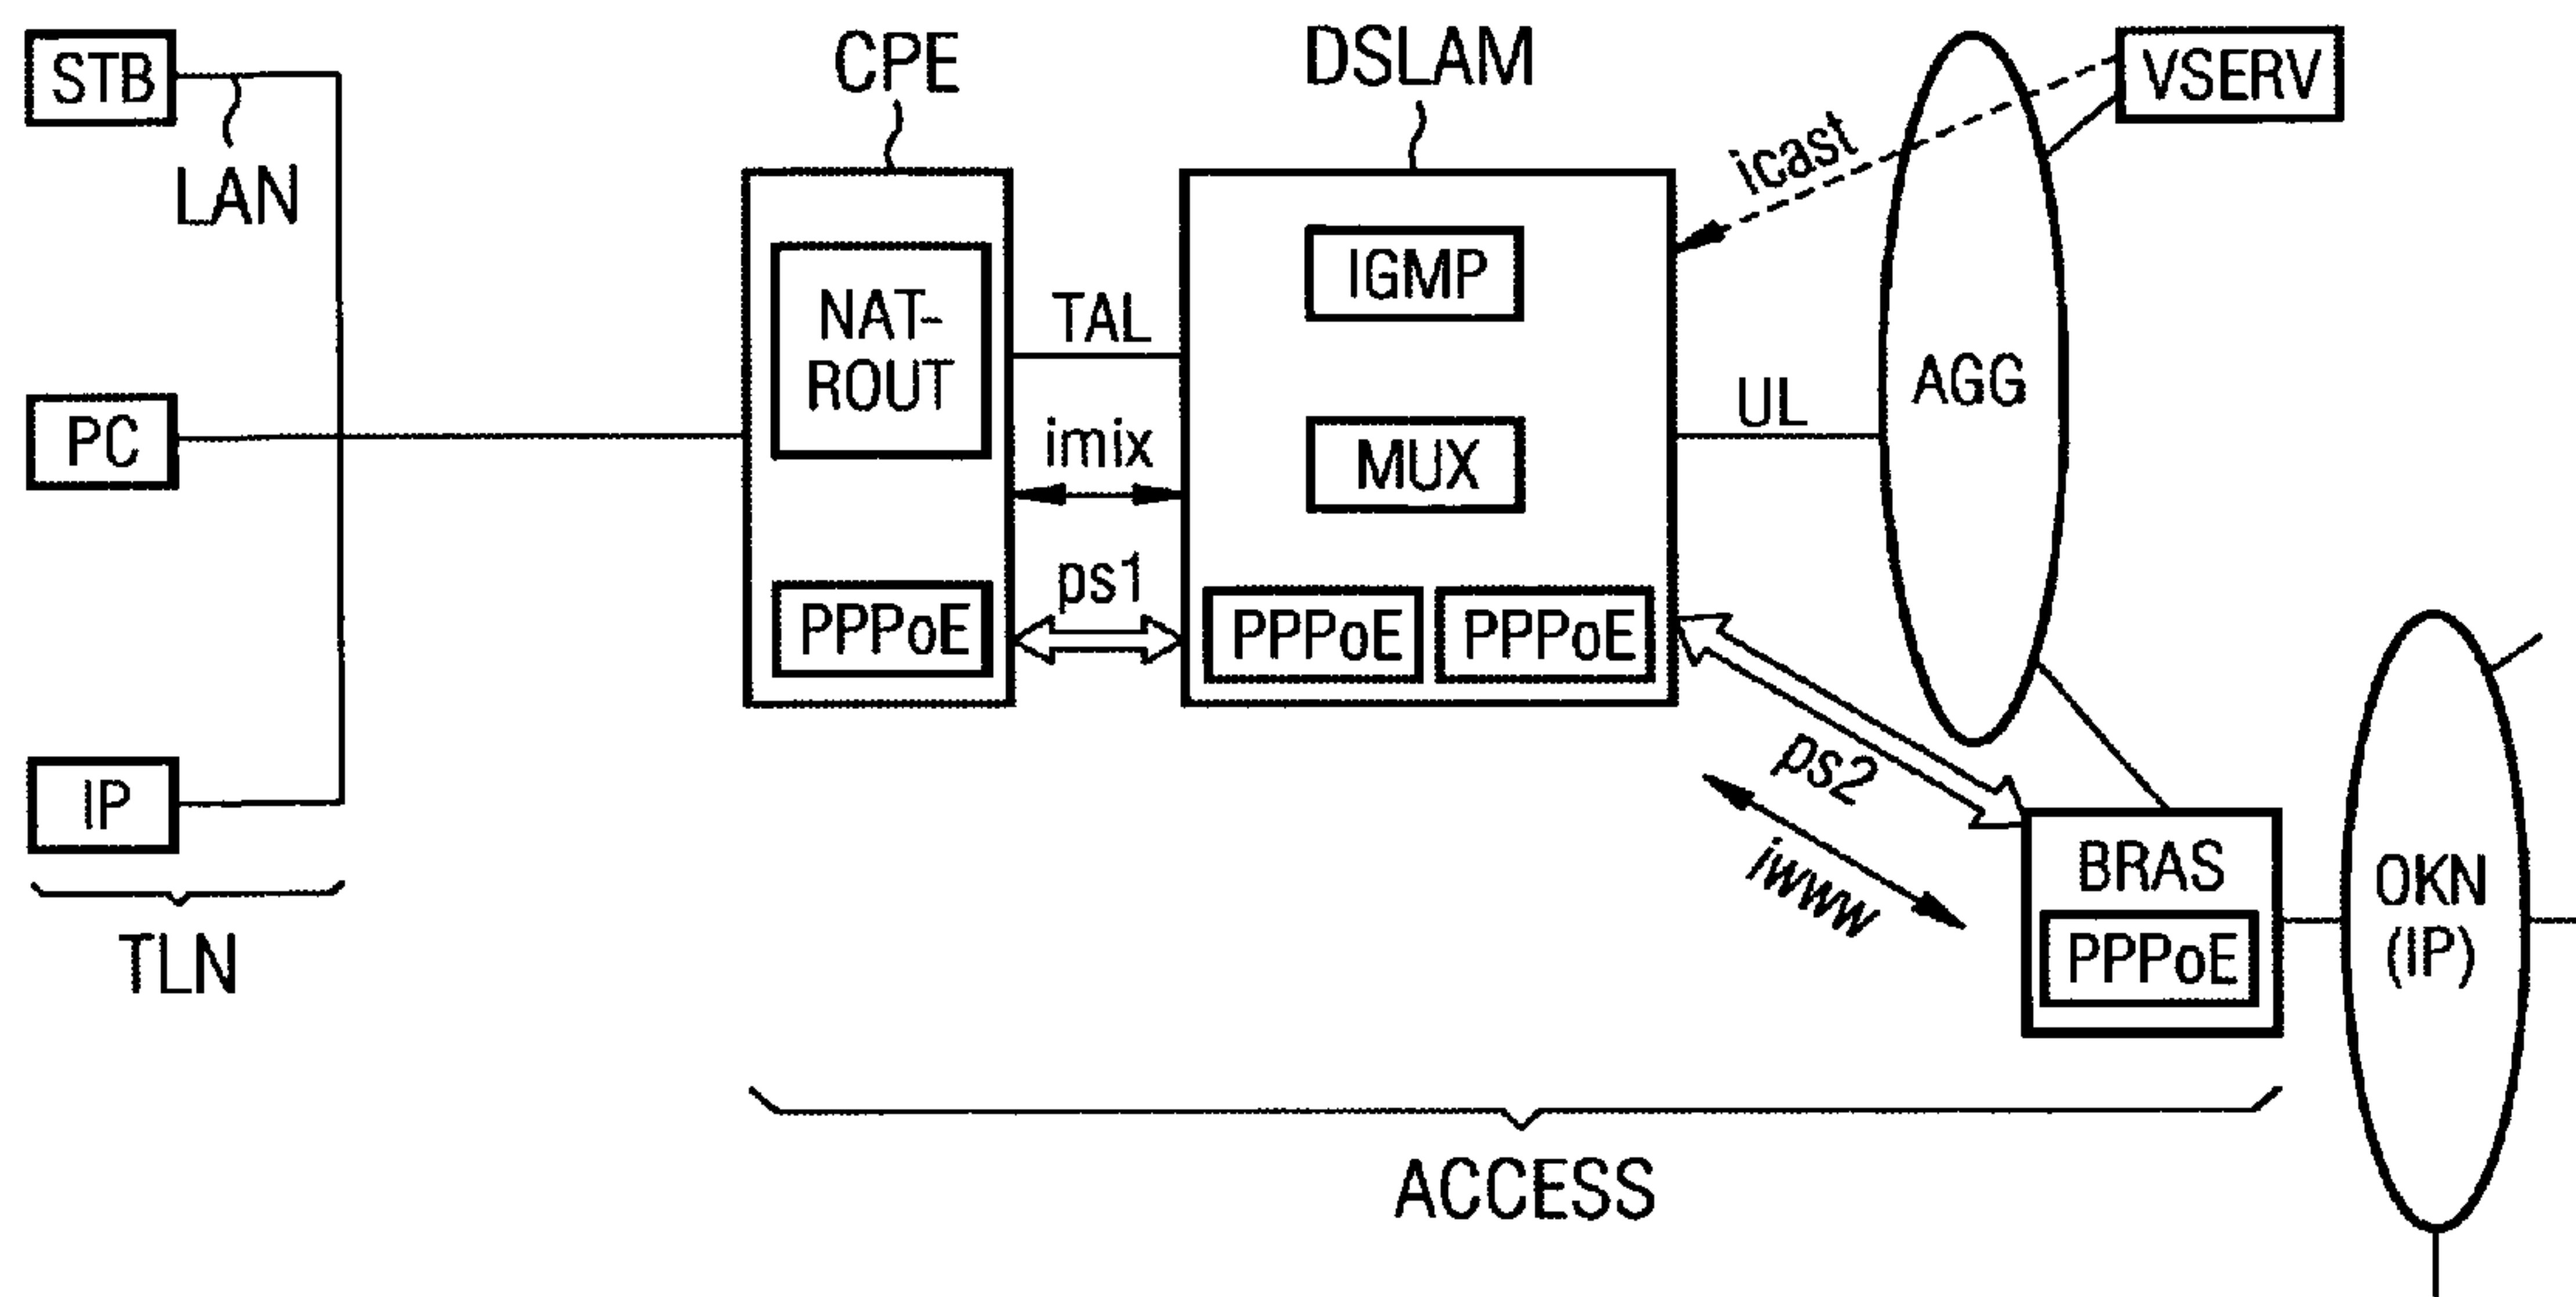 STB
LAN
PC
IP
TLN
CPE
NAT-
ROUT
PPPoE
TAL
imix
ps1
DSLAM
IGMP
MUX
PPPoE
PPPoE
icast
UL
AGG
VSERV
ps2
iwww
BRAS
PPPoE
OKN
(IP)
ACCESS